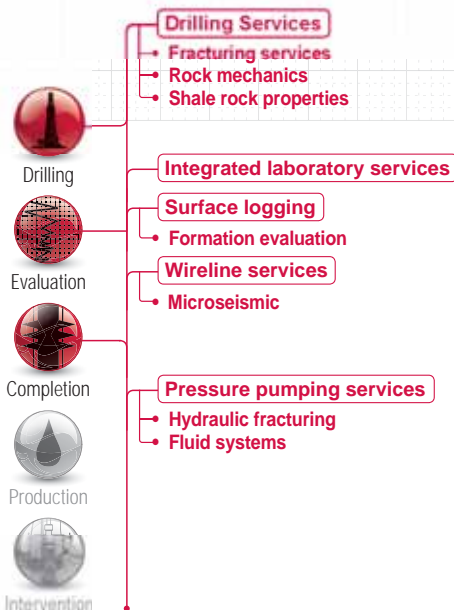 Drilling Services
Fracturing services
Rock mechanics
Shale rock properties
Drilling
Integrated laboratory services
Surface logging
Formation evaluation
Evaluation
Wireline services
Microseismic
Completion
Pressure pumping services
Hydraulic fracturing
Fluid systems
Production
Intervention